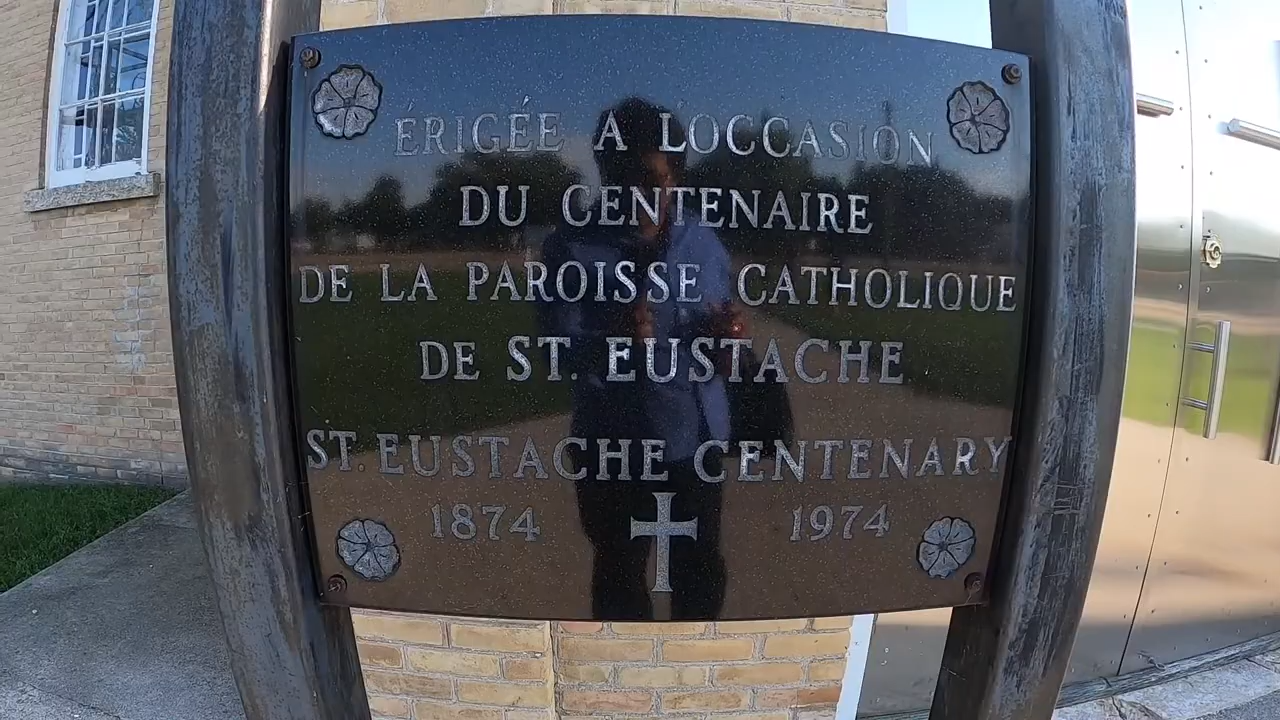 ÉRIGÉE A LOCCASION
DU CENTENAIRE
DE LA PAROISSE CATHOLIQUE
DE ST. EUSTACHE
ST. EUSTACHE CENTENARY
1874 1974